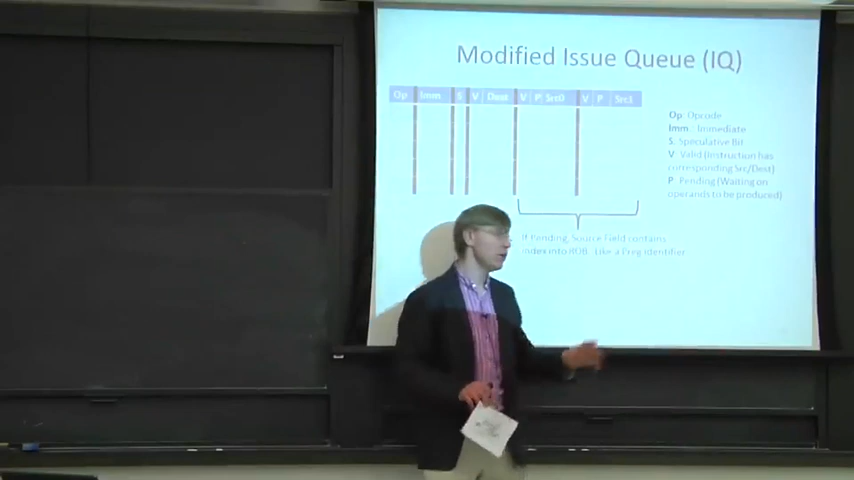 Modified Issue Queue (IQ)
Op Imm S V Dest V P Src0 V P Src1
Op: Opcode
Imm.: Immediate
S: Speculative Bit
V: Valid (Instruction has
corresponding Src/Dest)
P: Pending (Waiting on
operands to be produced)
If Pending, Source Field contains
index into ROB. Like a Preg identifier